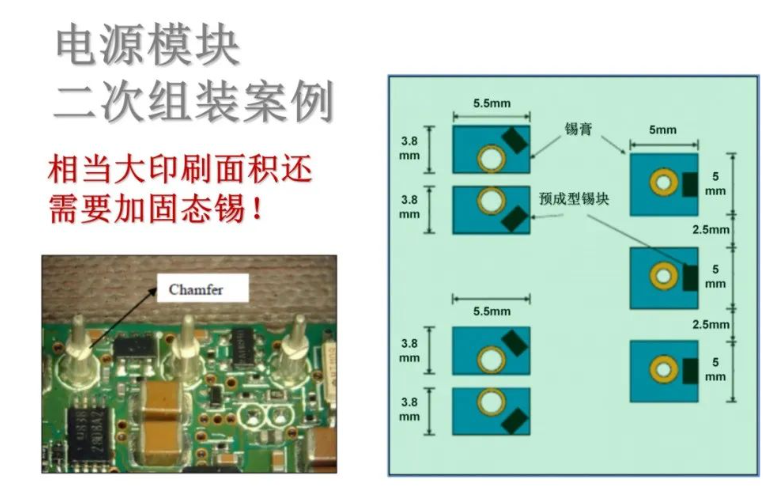 电源模块
二次组装案例
相当大印刷面积还
需要加固态锡！
Chamfer
5.5mm
3.8
mm
3.8
mm
锡膏
预成型锡块
5mm
5
mm
2.5mm
5
mm
2.5mm
5
mm
5.5mm
3.8
mm
3.8
mm